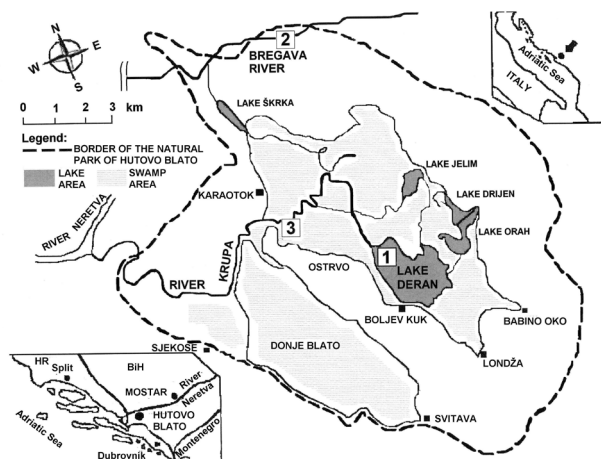 N
W
E
S
0 1 2 3 km
Legend:
BORDER OF THE NATURAL
PARK OF HUTOVO BLATO
LAKE
AREA
SWAMP
AREA
2
BREGAVA
RIVER
Adriatic Sea
ITALY
LAKE ŠKRKA
LAKE JELIM
LAKE DRIJEN
LAKE ORAH
KARAOTOK
RIVER NERETVA
3
1
LAKE
DERAN
RIVER
KRUPA
OSTRVO
BOLJEV KUK
BABINO OKO
LONDŽA
SJEKOSE
DONJE BLATO
SVITAVA
HR
Split
BiH
MOSTAR
River
Neretva
HUTOVO
BLATO
Adriatic Sea
Montenegro
Dubrovnik